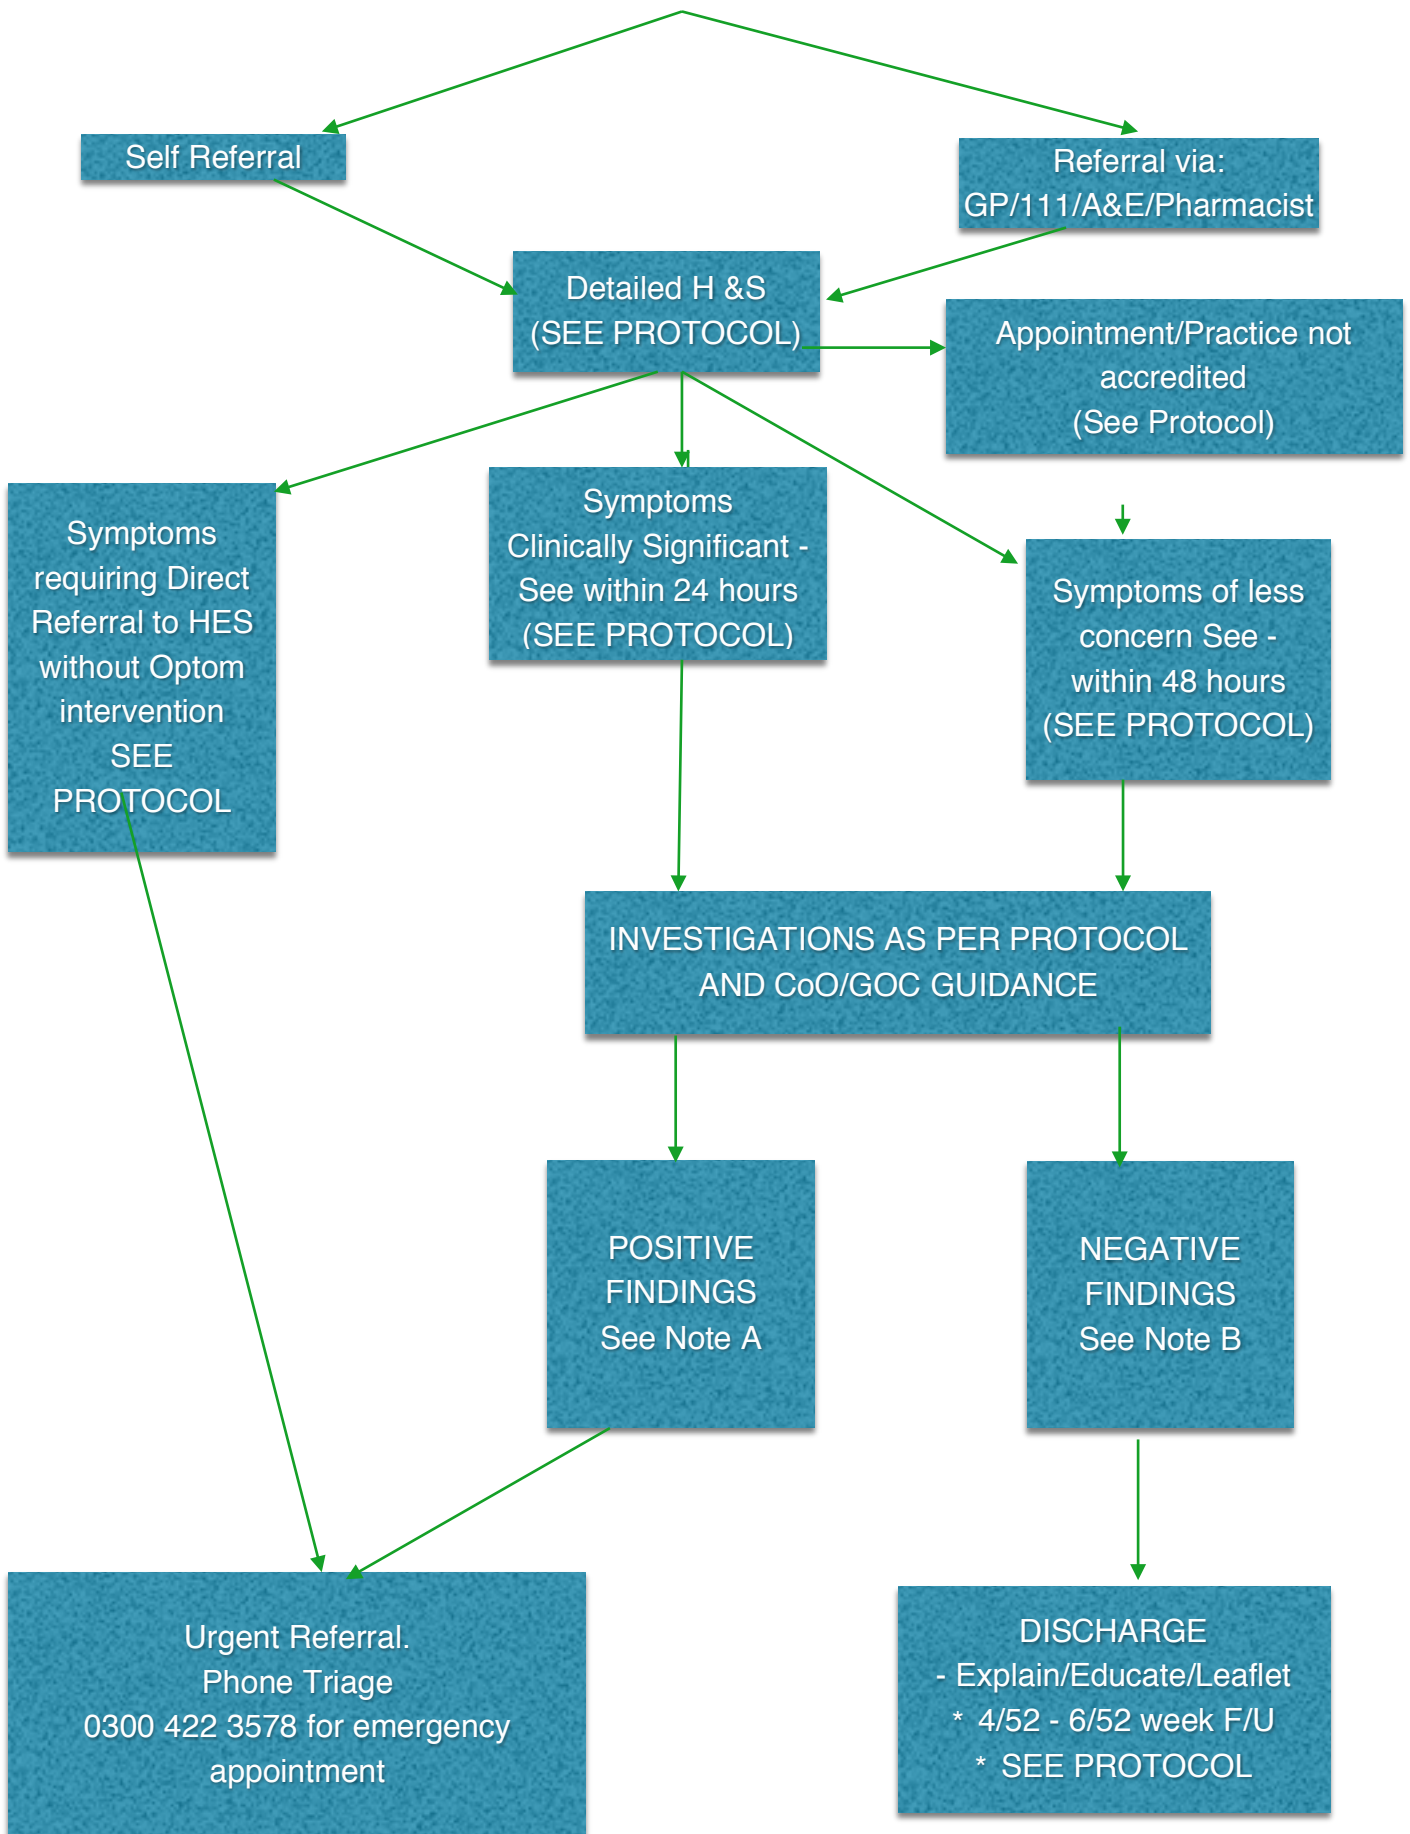 Self Referral
Referral via:
GP/111/A&E/Pharmacist
Detailed H &S
(SEE PROTOCOL)
Appointment/Practice not
accredited
(See Protocol)
Symptoms
requiring Direct
Referral to HES
without Optom
intervention
SEE
PROTOCOL
Symptoms
Clinically Significant -
See within 24 hours
(SEE PROTOCOL)
Symptoms of less
concern See -
within 48 hours
(SEE PROTOCOL)
INVESTIGATIONS AS PER PROTOCOL
AND CoO/GOC GUIDANCE
POSITIVE
FINDINGS
See Note A
NEGATIVE
FINDINGS
See Note B
Urgent Referral.
Phone Triage
0300 422 3578 for emergency
appointment
DISCHARGE
- Explain/Educate/Leaflet
* 4/52 - 6/52 week F/U
* SEE PROTOCOL